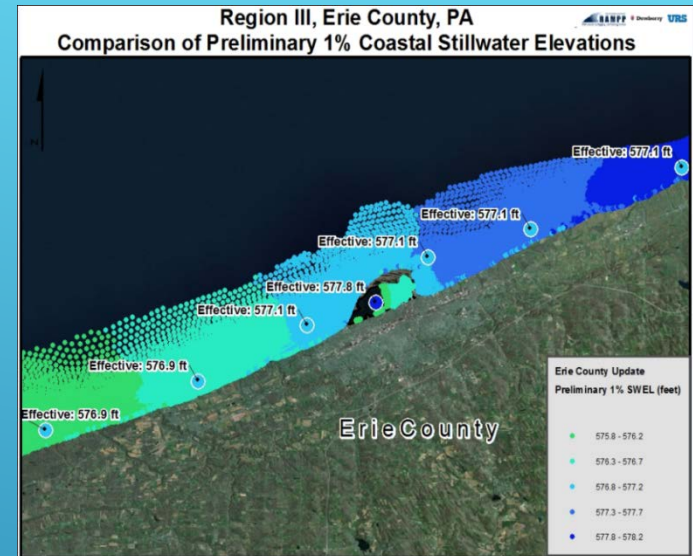 Region III, Erie County, PA
RAMPP Dewberry URS
Comparison of Preliminary 1% Coastal Stillwater Elevations
N
Effective: 577.1 ft
Effective: 577.1 ft
Effective: 577.1 ft
Effective: 577.8 ft
Effective: 577.1 ft
Effective: 576.9 ft
Effective: 576.9 ft
Erie County
Erie County Update
Preliminary 1% SWEL (feet)
575.8 - 576.2
576.3 - 576.7
576.8 - 577.2
577.3 - 577.7
577.8 - 578.2